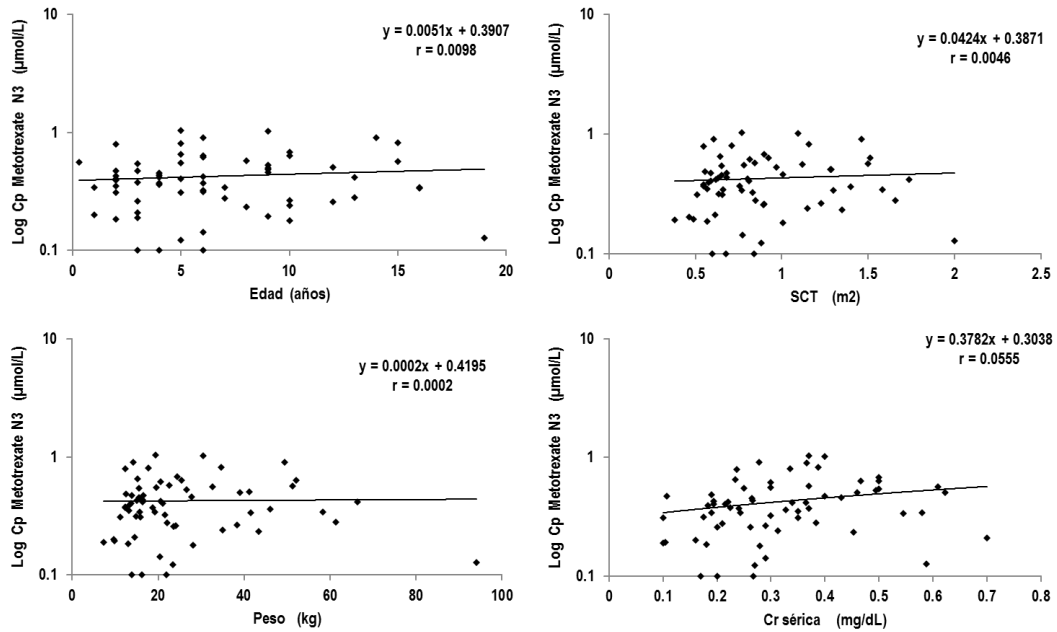 Log Cp Metotrexate N3 (µmol/L)
10
1
0.1
y = 0.0051x + 0.3907
r = 0.0098
0 5 10 15 20
Edad (años)
Log Cp Metotrexate N3 (µmol/L)
10
1
0.1
y = 0.0424x + 0.3871
r = 0.0046
0 0.5 1 1.5 2 2.5
SCT (m2)
Log Cp Metotrexate N3 (µmol/L)
10
1
0.1
y = 0.0002x + 0.4195
r = 0.0002
0 20 40 60 80 100
Peso (kg)
Log Cp Metotrexate N3 (µmol/L)
10
1
0.1
y = 0.3782x + 0.3038
r = 0.0555
0 0.1 0.2 0.3 0.4 0.5 0.6 0.7 0.8
Cr sérica (mg/dL)